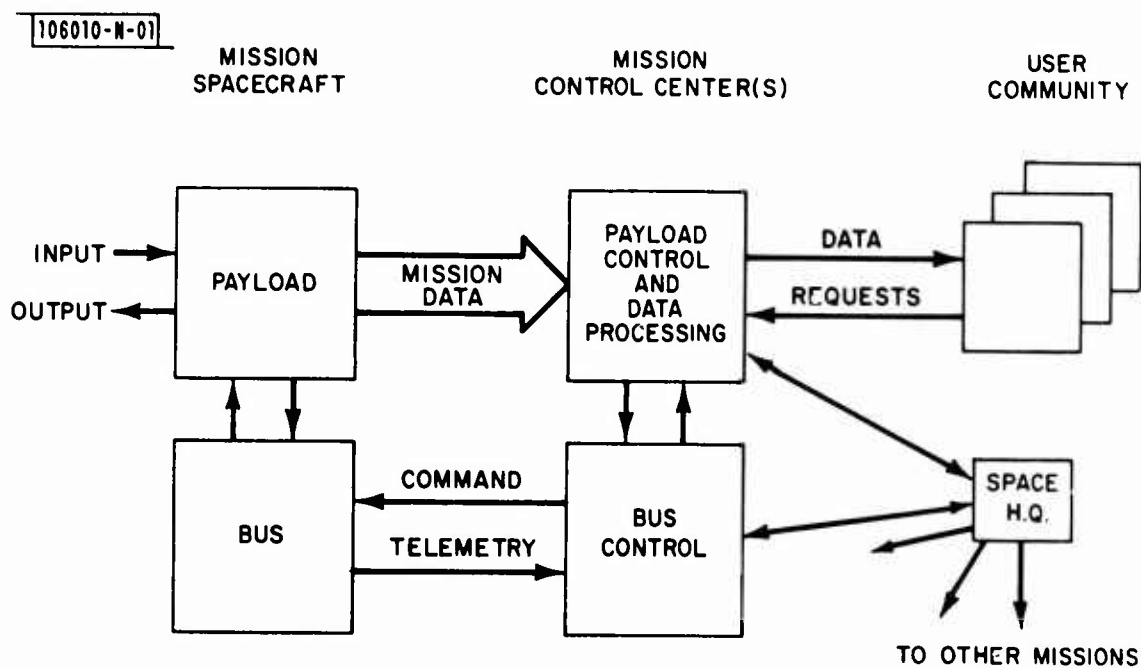 106010-N-01
MISSION
SPACECRAFT
MISSION
CONTROL CENTER(S)
USER
COMMUNITY
INPUT
OUTPUT
PAYLOAD
MISSION
DATA
PAYLOAD
CONTROL
AND
DATA
PROCESSING
DATA
REQUESTS
BUS
COMMAND
TELEMETRY
BUS
CONTROL
SPACE
H.Q.
TO OTHER MISSIONS